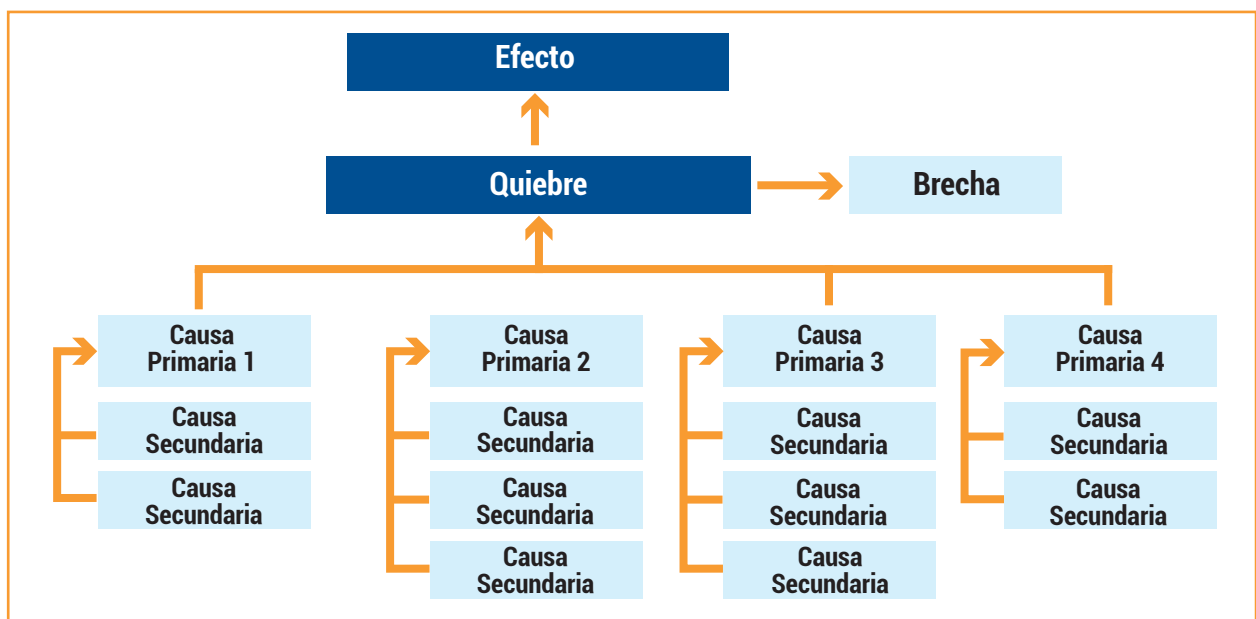 Efecto
Quiebre
Brecha
Causa
Primaria 1
Causa
Primaria 2
Causa
Primaria 3
Causa
Primaria 4
Causa
Secundaria
Causa
Secundaria
Causa
Secundaria
Causa
Secundaria
Causa
Secundaria
Causa
Secundaria
Causa
Secundaria
Causa
Secundaria
Causa
Secundaria
Causa
Secundaria